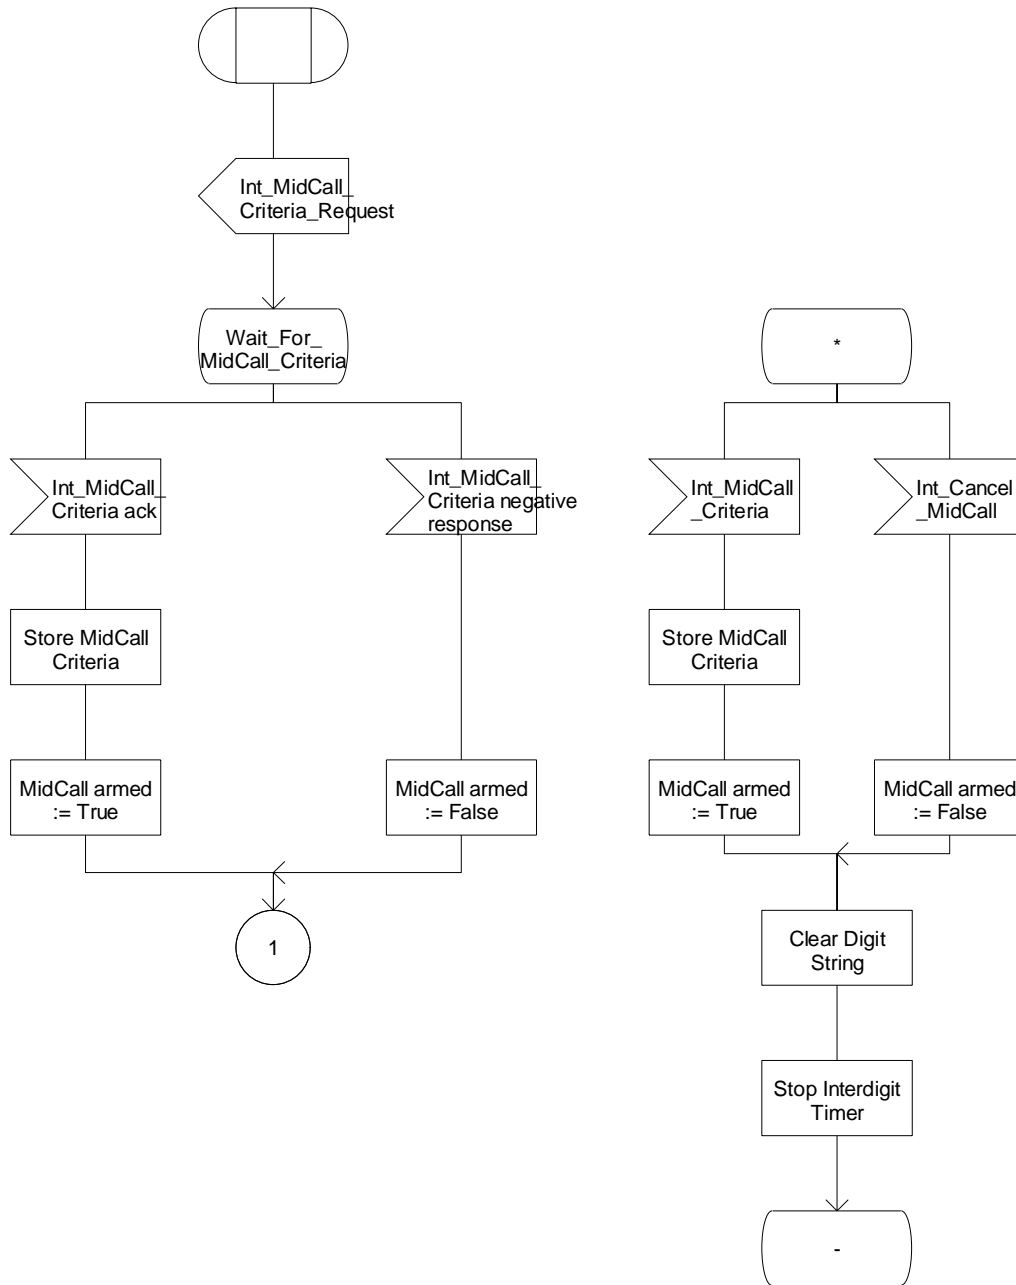 Int_MidCall_
Criteria_Request
Wait_For_
MidCall_Criteria
Int_MidCall_
Criteria ack
Int_MidCall_
Criteria negative
response
Store MidCall
Criteria
MidCall armed
:= True
MidCall armed
:= False
1
*
Int_MidCall
_Criteria
Int_Cancel
_MidCall
Store MidCall
Criteria
MidCall armed
:= True
MidCall armed
:= False
Clear Digit
String
Stop Interdigit
Timer
-